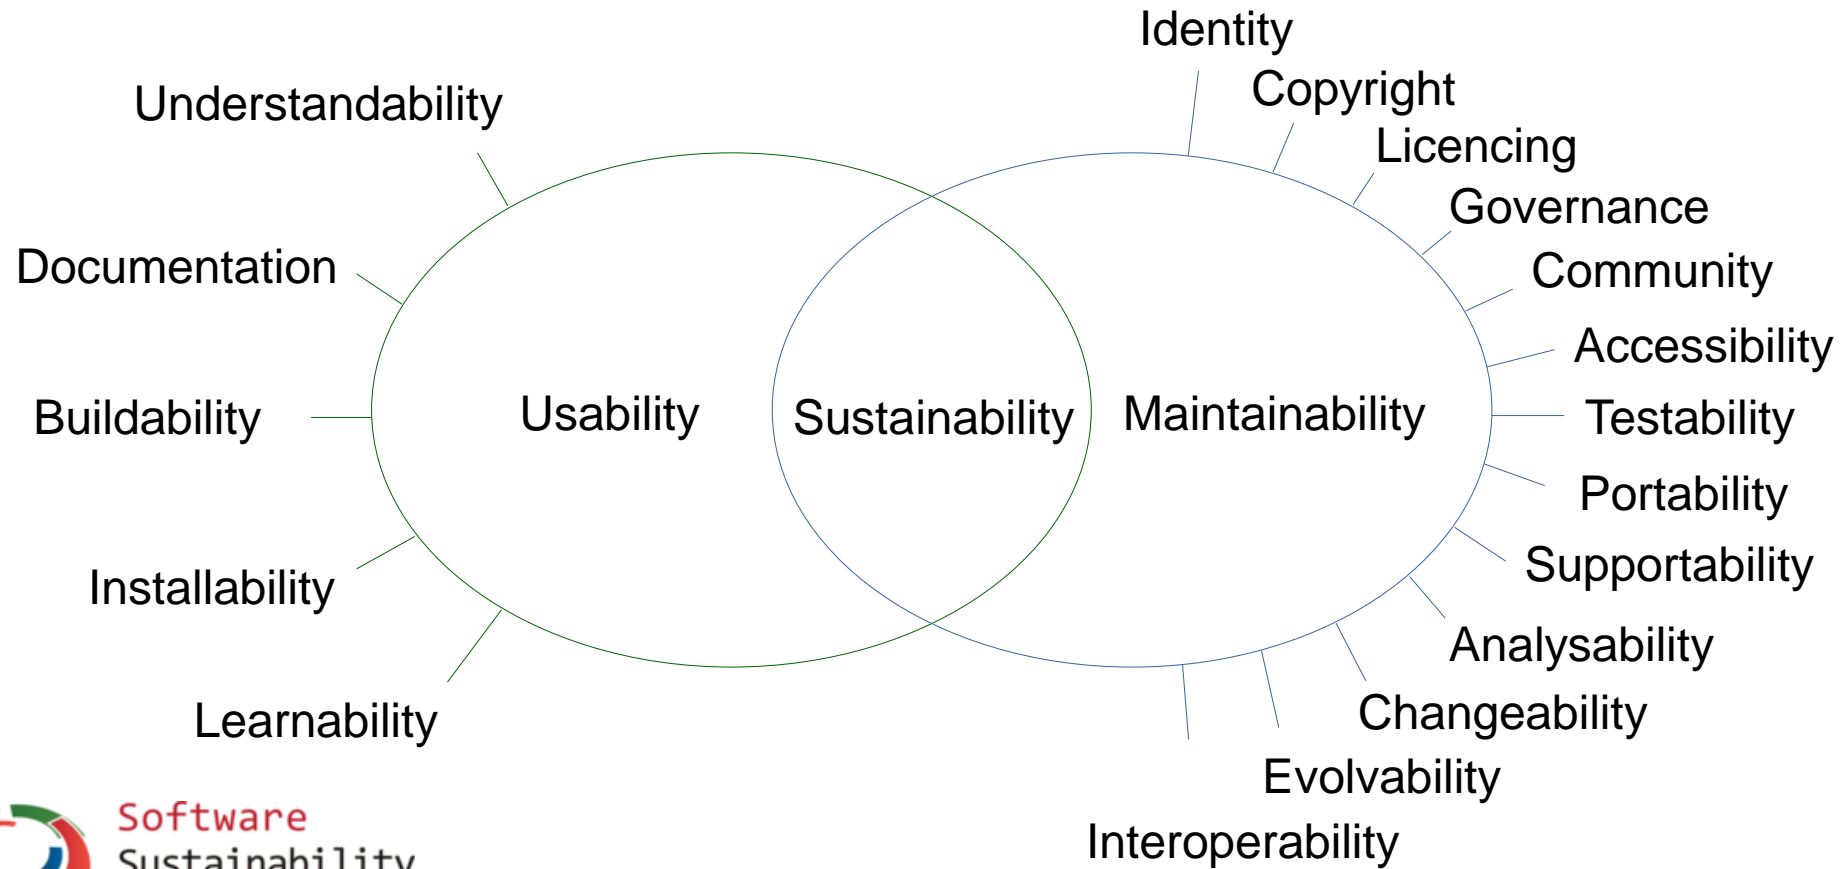 Identity
Copyright
Understandability
Licencing
Governance
Documentation
Community
Accessibility
Buildability
Usability
Sustainability
Maintainability
Testability
Portability
Installability
Supportability
Analysability
Learnability
Changeability
Evolvability
Software
Interoperability
Sustainability